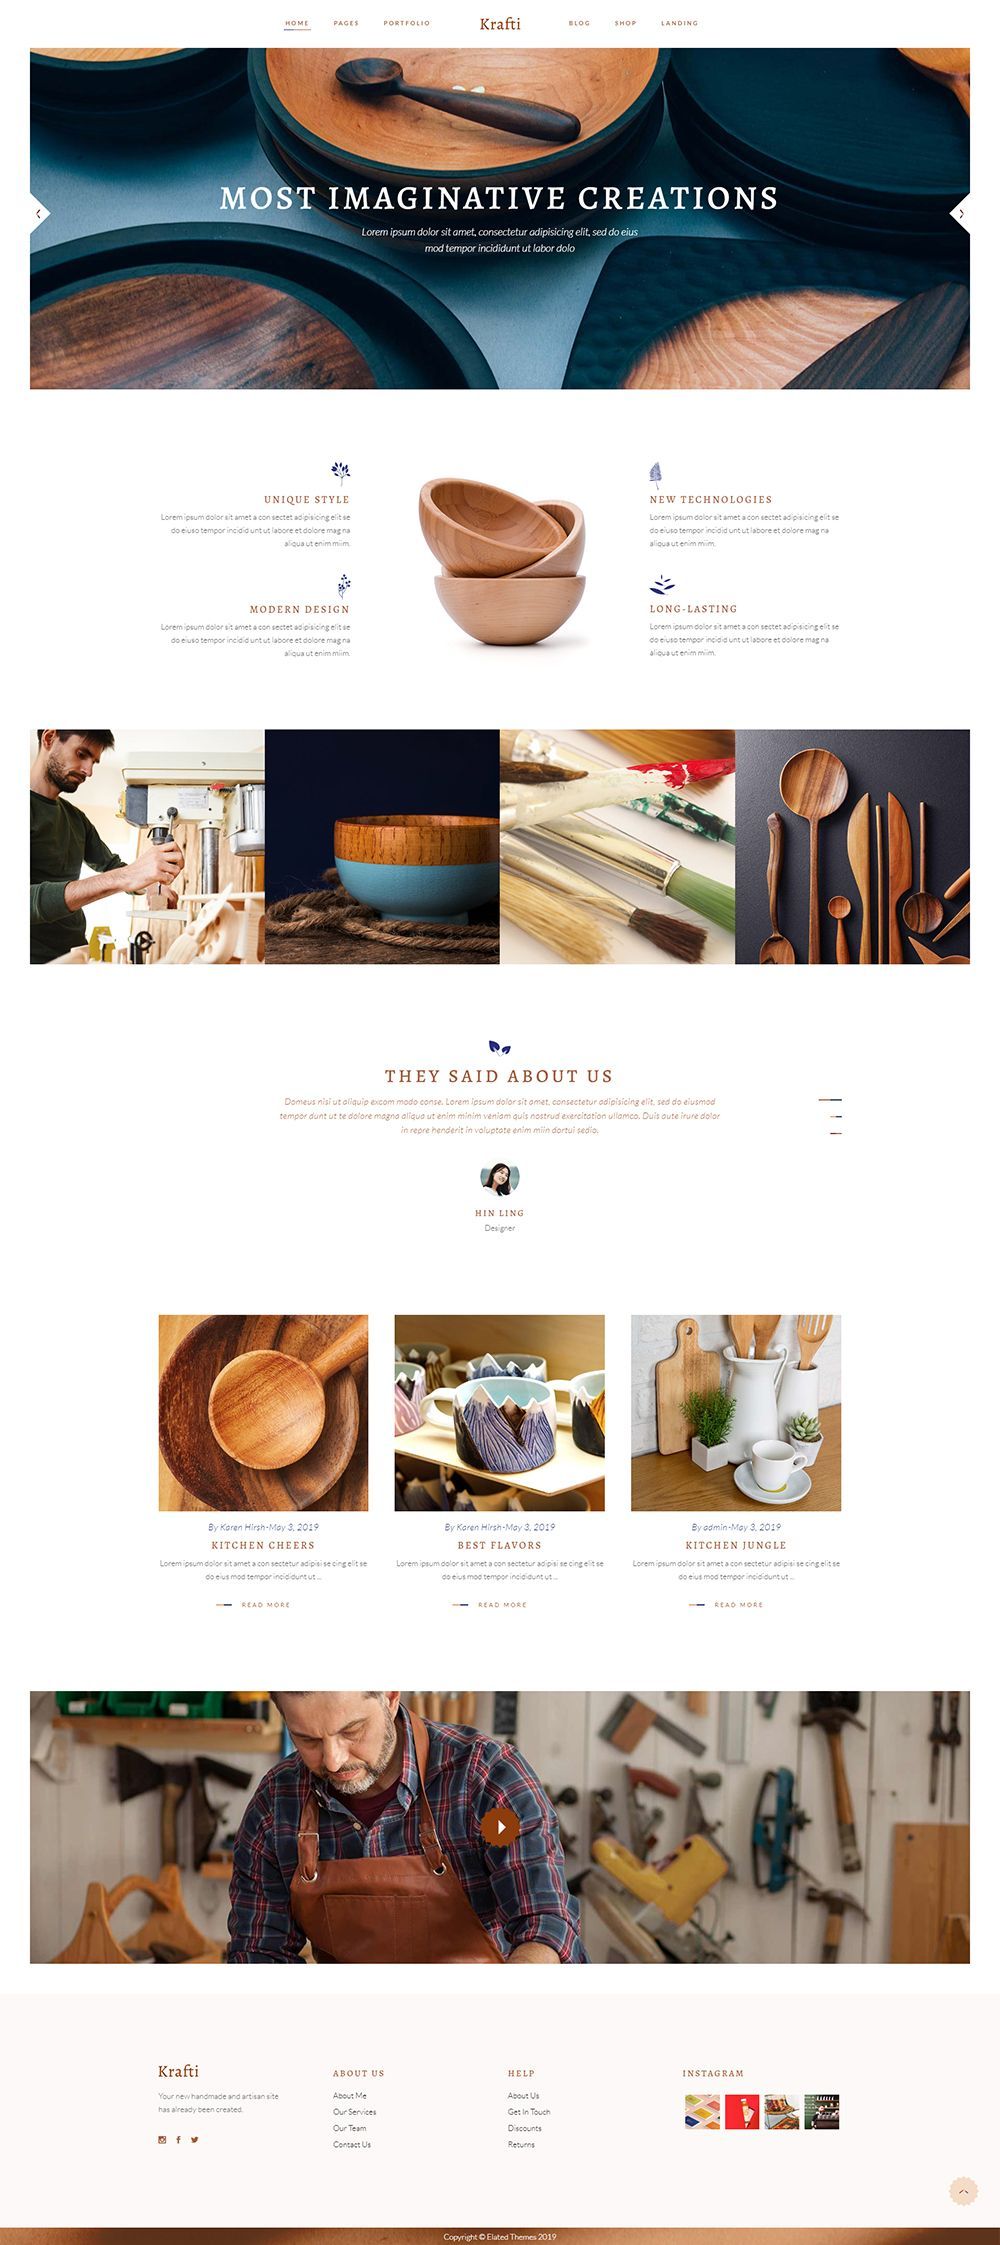 HOME PAGES PORTFOLIO Krafti BLOG SHOP LANDING
MOST IMAGINATIVE CREATIONS
Lorem ipsum dolor sit amet, consectetur adipisicing elit, sed do eius
mod tempor incididunt ut labor dolo
UNIQUE STYLE
Lorem ipsum dolor sit amet a con sectet adipisicing elit se
do eiuso tempor incidid unt ut labore et dolore mag na
aliqua ut enim miim.
MODERN DESIGN
Lorem ipsum dolor sit amet a con sectet adipisicing elit se
do eiuso tempor incidid unt ut labore et dolore mag na
aliqua ut enim miim.
NEW TECHNOLOGIES
Lorem ipsum dolor sit amet a con sectet adipisicing elit se
do eiuso tempor incidid unt ut labore et dolore mag na
aliqua ut enim miim.
LONG-LASTING
Lorem ipsum dolor sit amet a con sectet adipisicing elit se
do eiuso tempor incidid unt ut labore et dolore mag na
aliqua ut enim miim.
THEY SAID ABOUT US
Domeus nisi ut aliquip excom modo conse. Lorem ipsum dolor sit amet, consectetur adipisicing elit, sed do eiusmod
tempor dunt ut te dolore magna aliqua ut enim minim veniam quis nostrud exercitation ullamco. Duis aute irure dolor
in repre henderit in voluptate enim miin dortui sedio.
HIN LING
Designer
By Karen Hirsh-May 3, 2019
KITCHEN CHEERS
Lorem ipsum dolor sit amet a con sectetur adipisi se cing elit se
do eius mod tempor incididunt ut ...
READ MORE
By Karen Hirsh-May 3, 2019
BEST FLAVORS
Lorem ipsum dolor sit amet a con sectetur adipisi se cing elit se
do eius mod tempor incididunt ut ...
READ MORE
By admin-May 3, 2019
KITCHEN JUNGLE
Lorem ipsum dolor sit amet a con sectetur adipisi se cing elit se
do eius mod tempor incididunt ut ...
READ MORE
Krafti
Your new handmade and artisan site
has already been created.
ABOUT US
About Me
Our Services
Our Team
Contact Us
HELP
About Us
Get In Touch
Discounts
Returns
INSTAGRAM
Copyright © Elated Themes 2019